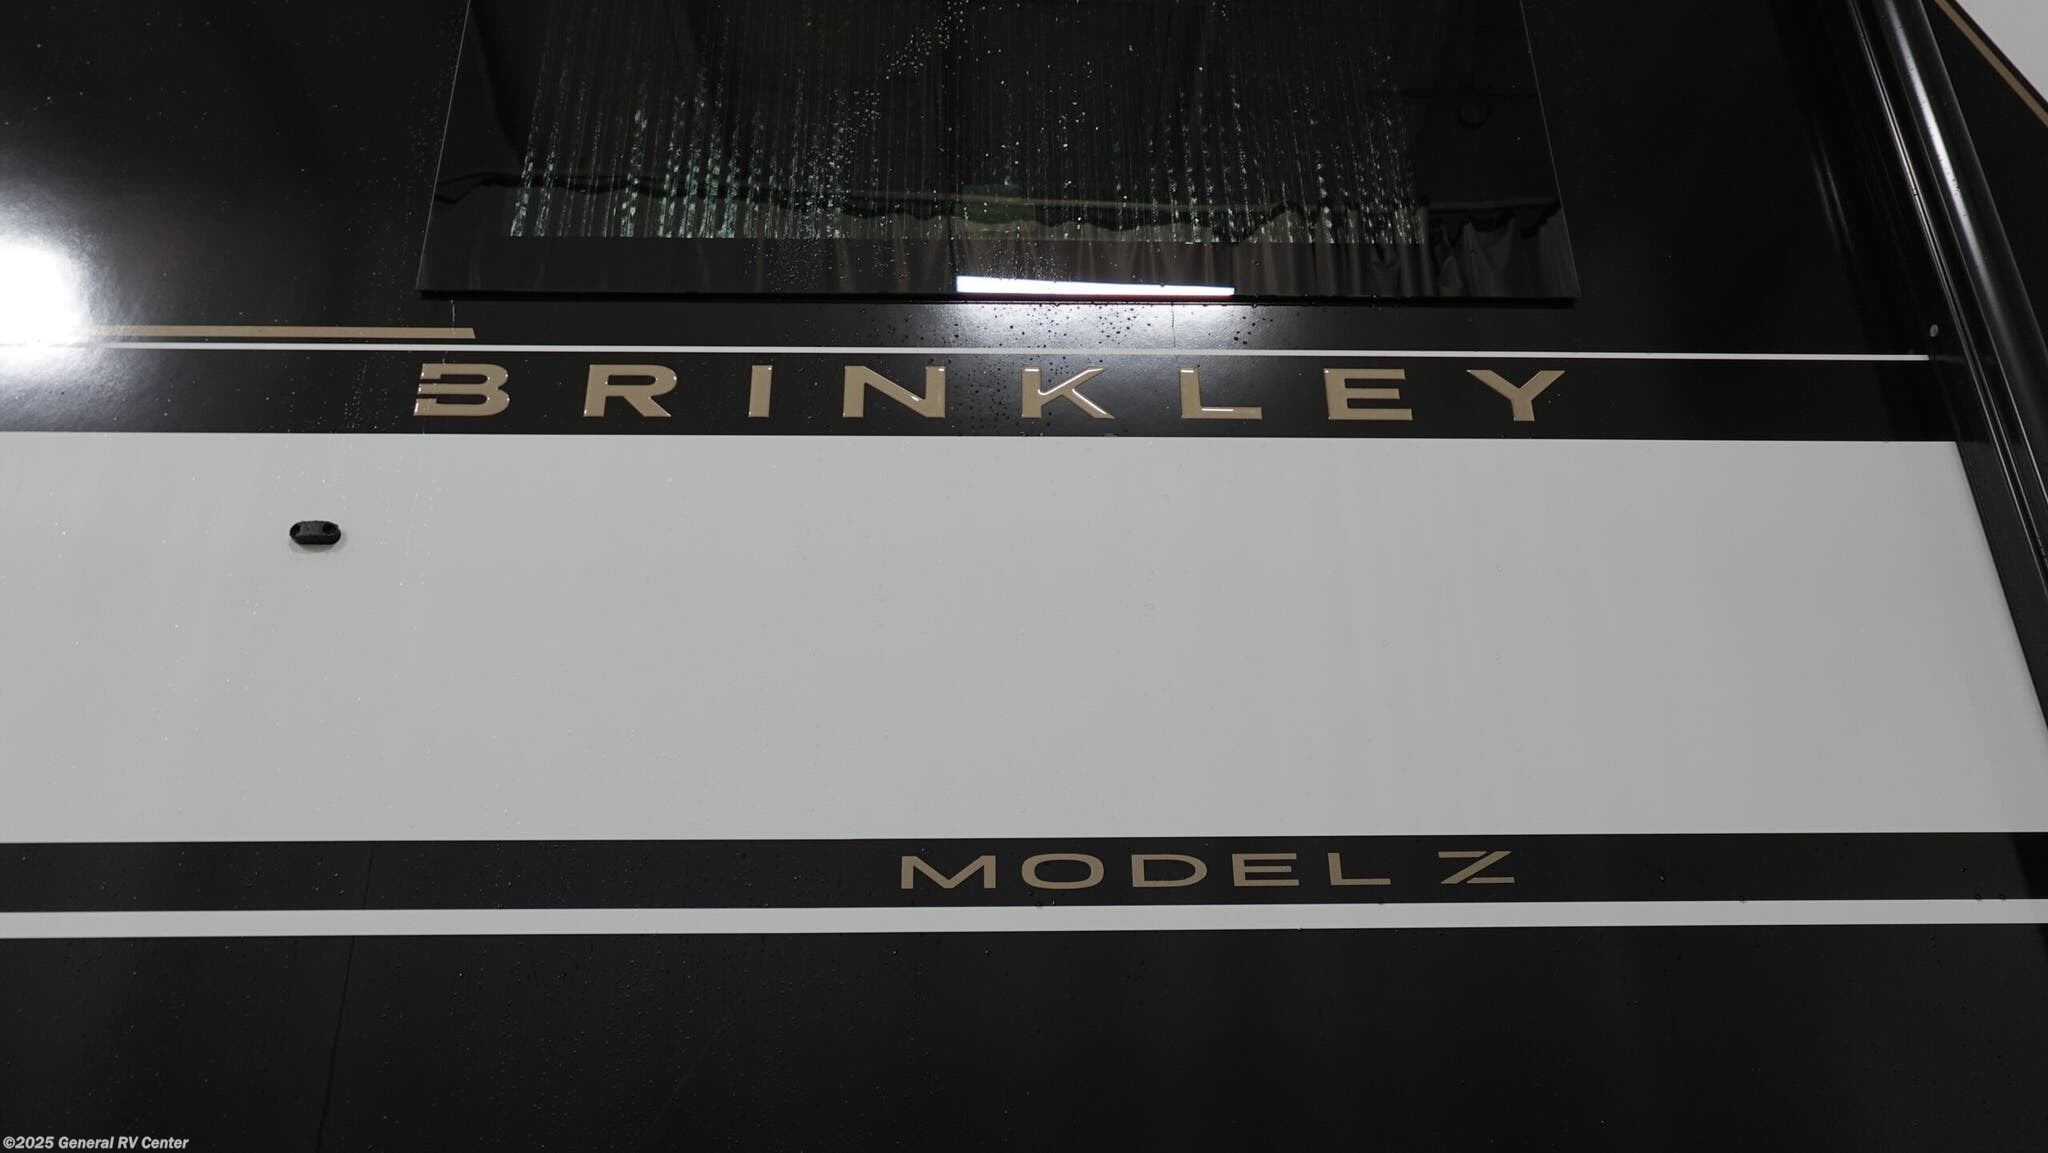 BRINKLEY
MODEL Z
©2025 General RV Center